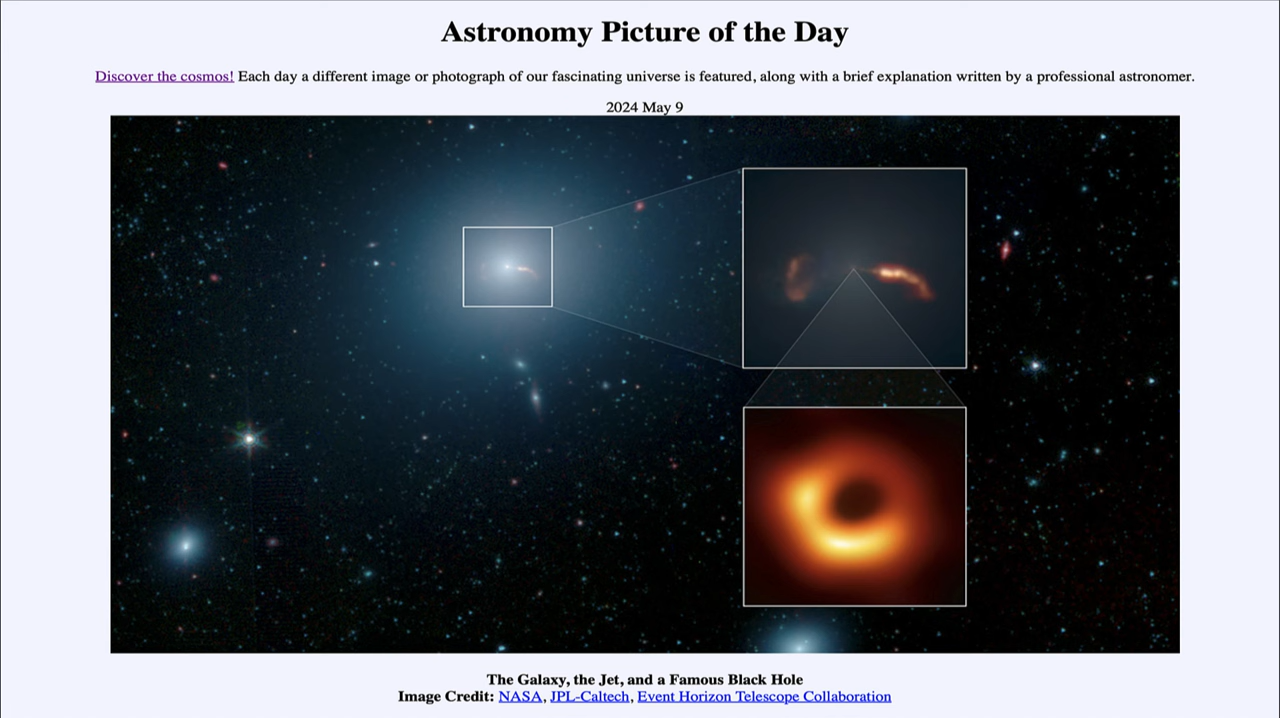 Astronomy Picture of the Day
Discover the cosmos! Each day a different image or photograph of our fascinating universe is featured, along with a brief explanation written by a professional astronomer.
2024 May 9
The Galaxy, the Jet, and a Famous Black Hole
Image Credit: NASA, JPL-Caltech, Event Horizon Telescope Collaboration